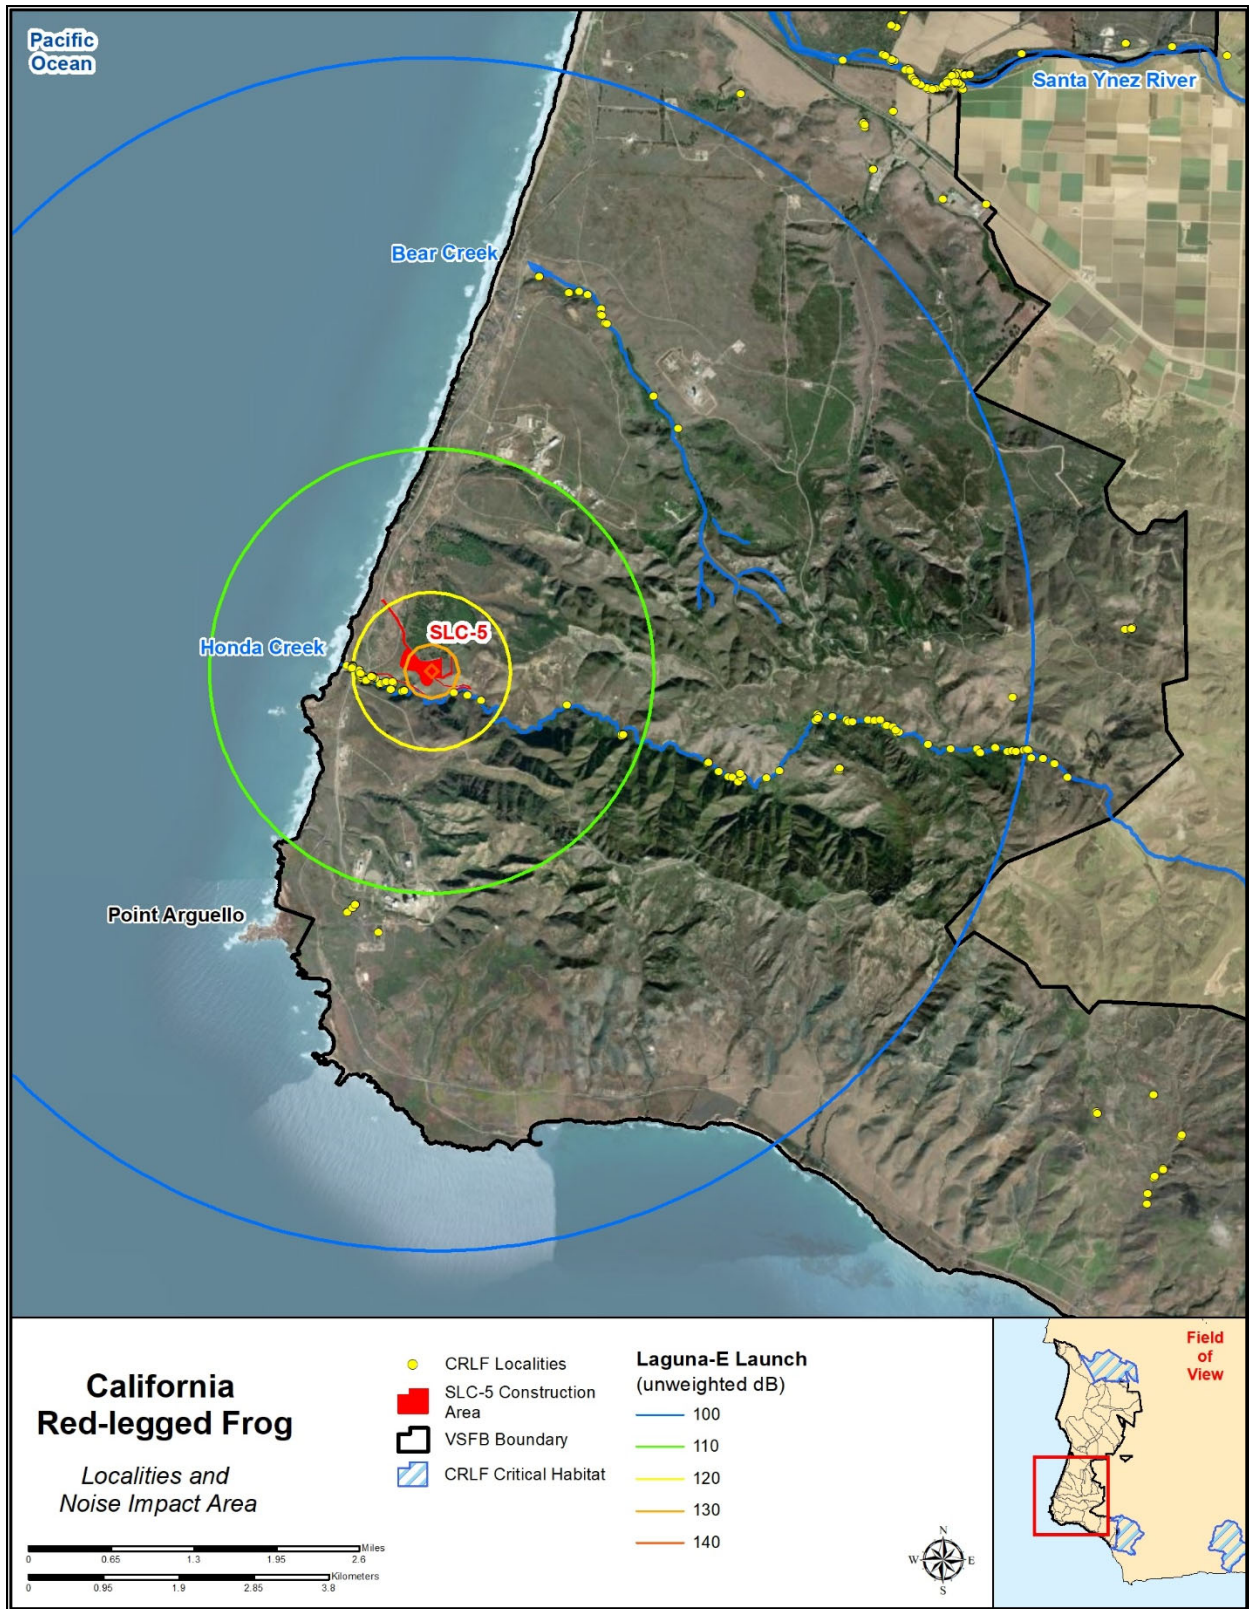 Pacific
Ocean
Santa Ynez River
Bear Creek
SLC-5
Honda Creek
Point Arguello
California
Red-legged Frog
Localities and
Noise Impact Area
0 0.65 1.3 1.95 2.6 Miles
0 0.95 1.9 2.85 3.8 Kilometers
CRLF Localities
SLC-5 Construction
Area
VSFB Boundary
CRLF Critical Habitat
Laguna-E Launch
(unweighted dB)
100
110
120
130
140
N
W E
S
Field
of
View